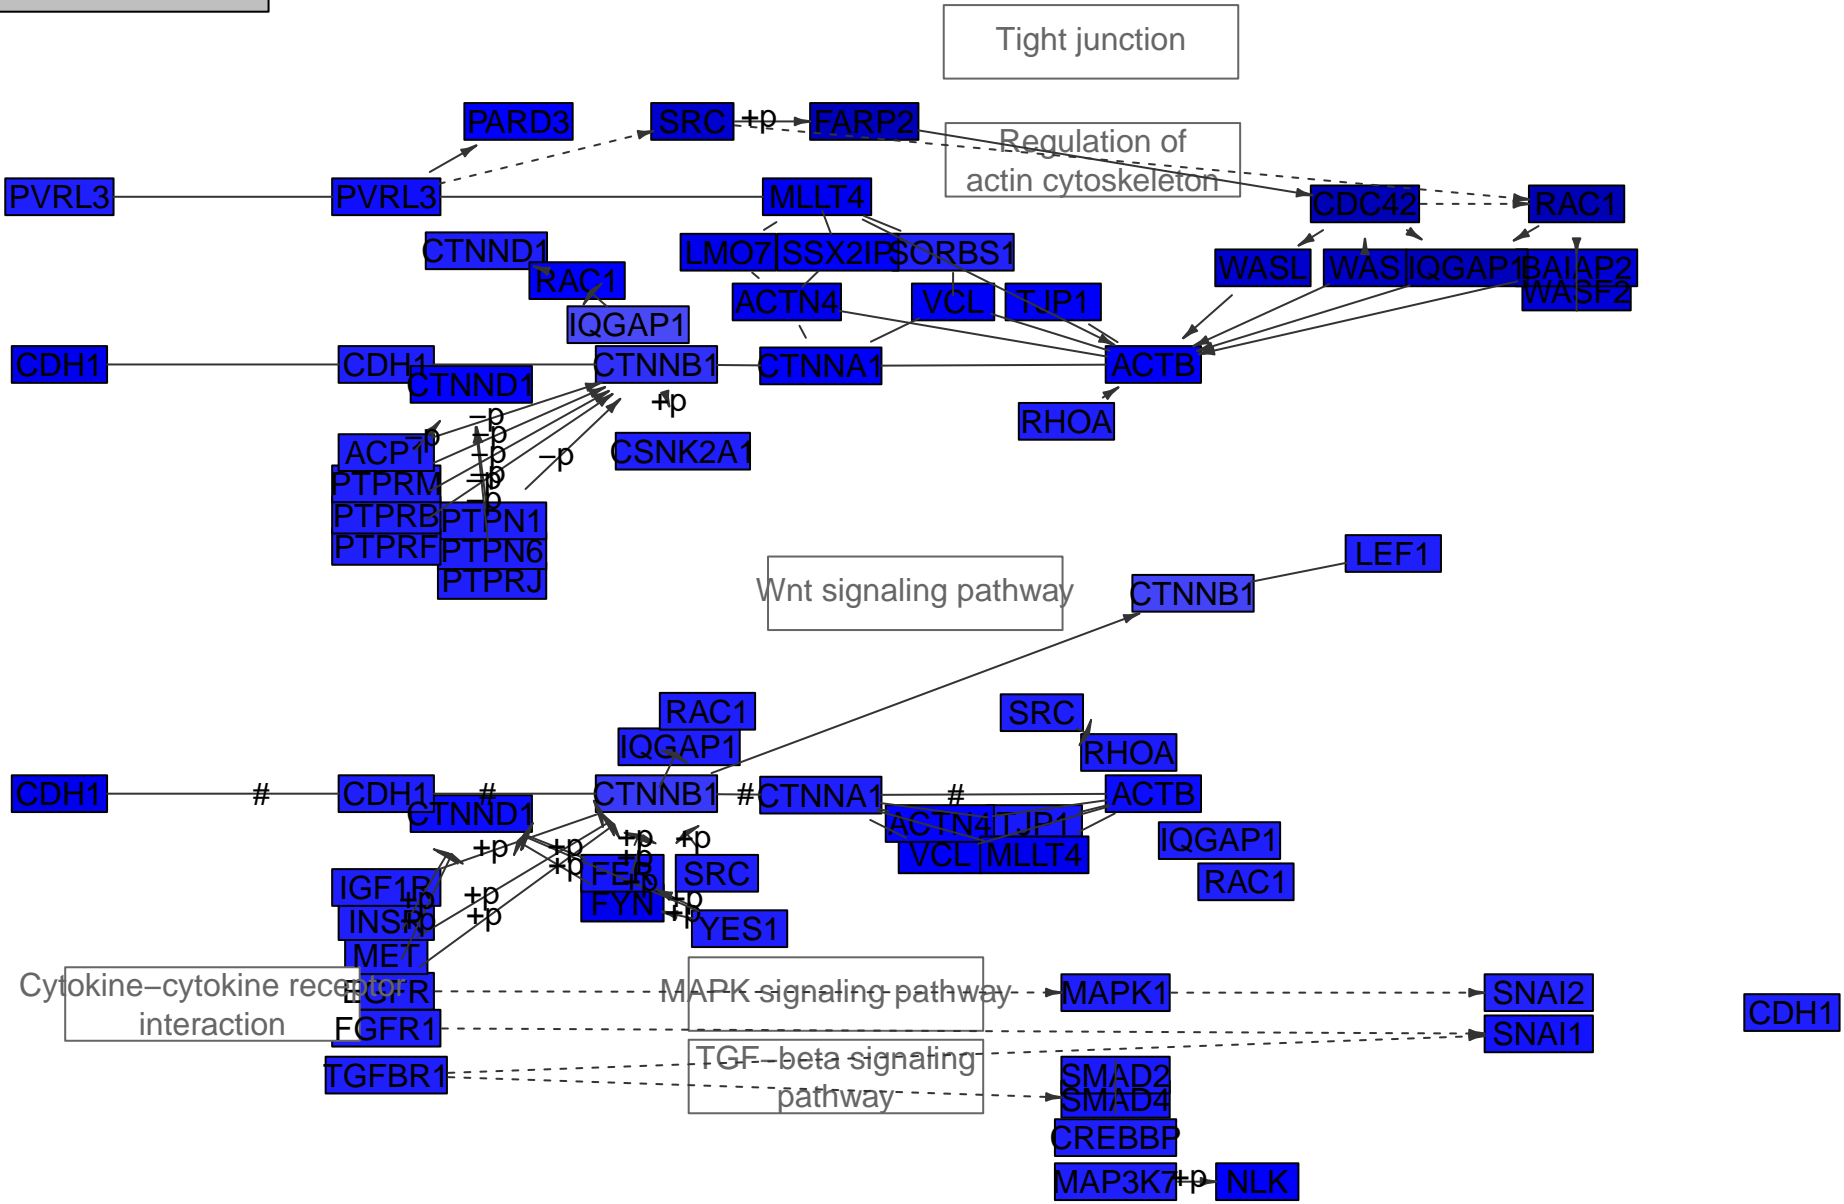 Tight junction
PARD3
SRC
+p
FARP2
Regulation of
actin cytoskeleton
PVRL3
PVRL3
MLLT4
CDC42
RAC1
CTNND1
LMO7
SSX2IP
SORBS1
WASL
WAS
IQGAP1
BAIAP2
WASF2
RAC1
ACTN4
VCL
TJP1
IQGAP1
CDH1
CDH1
CTNND1
CTNNB1
CTNNA1
ACTB
+p
RHOA
–p
–p
–p
–p
–p
–p
–p
–p
ACP1
CSNK2A1
PTPRM
PTPRB
PTPN1
PTPRF
PTPN6
PTPRJ
LEF1
Wnt signaling pathway
CTNNB1
RAC1
SRC
IQGAP1
RHOA
CDH1
#
CDH1
#
CTNNB1
#
CTNNA1
#
ACTB
CTNND1
ACTN4
TJP1
IQGAP1
VCL
MLLT4
+p
+p
+p
+p
+p
+p
FER
SRC
RAC1
IGF1R
+p
+p
+p
FYN
+p
INSR
+p
+p
+p
YES1
MET
Cytokine–cytokine receptor
interaction
EGFR
MAPK signaling pathway
MAPK1
SNAI2
CDH1
FGFR1
SNAI1
TGF–beta signaling
pathway
TGFBR1
SMAD2
SMAD4
CREBBP
MAP3K7
+p
NLK